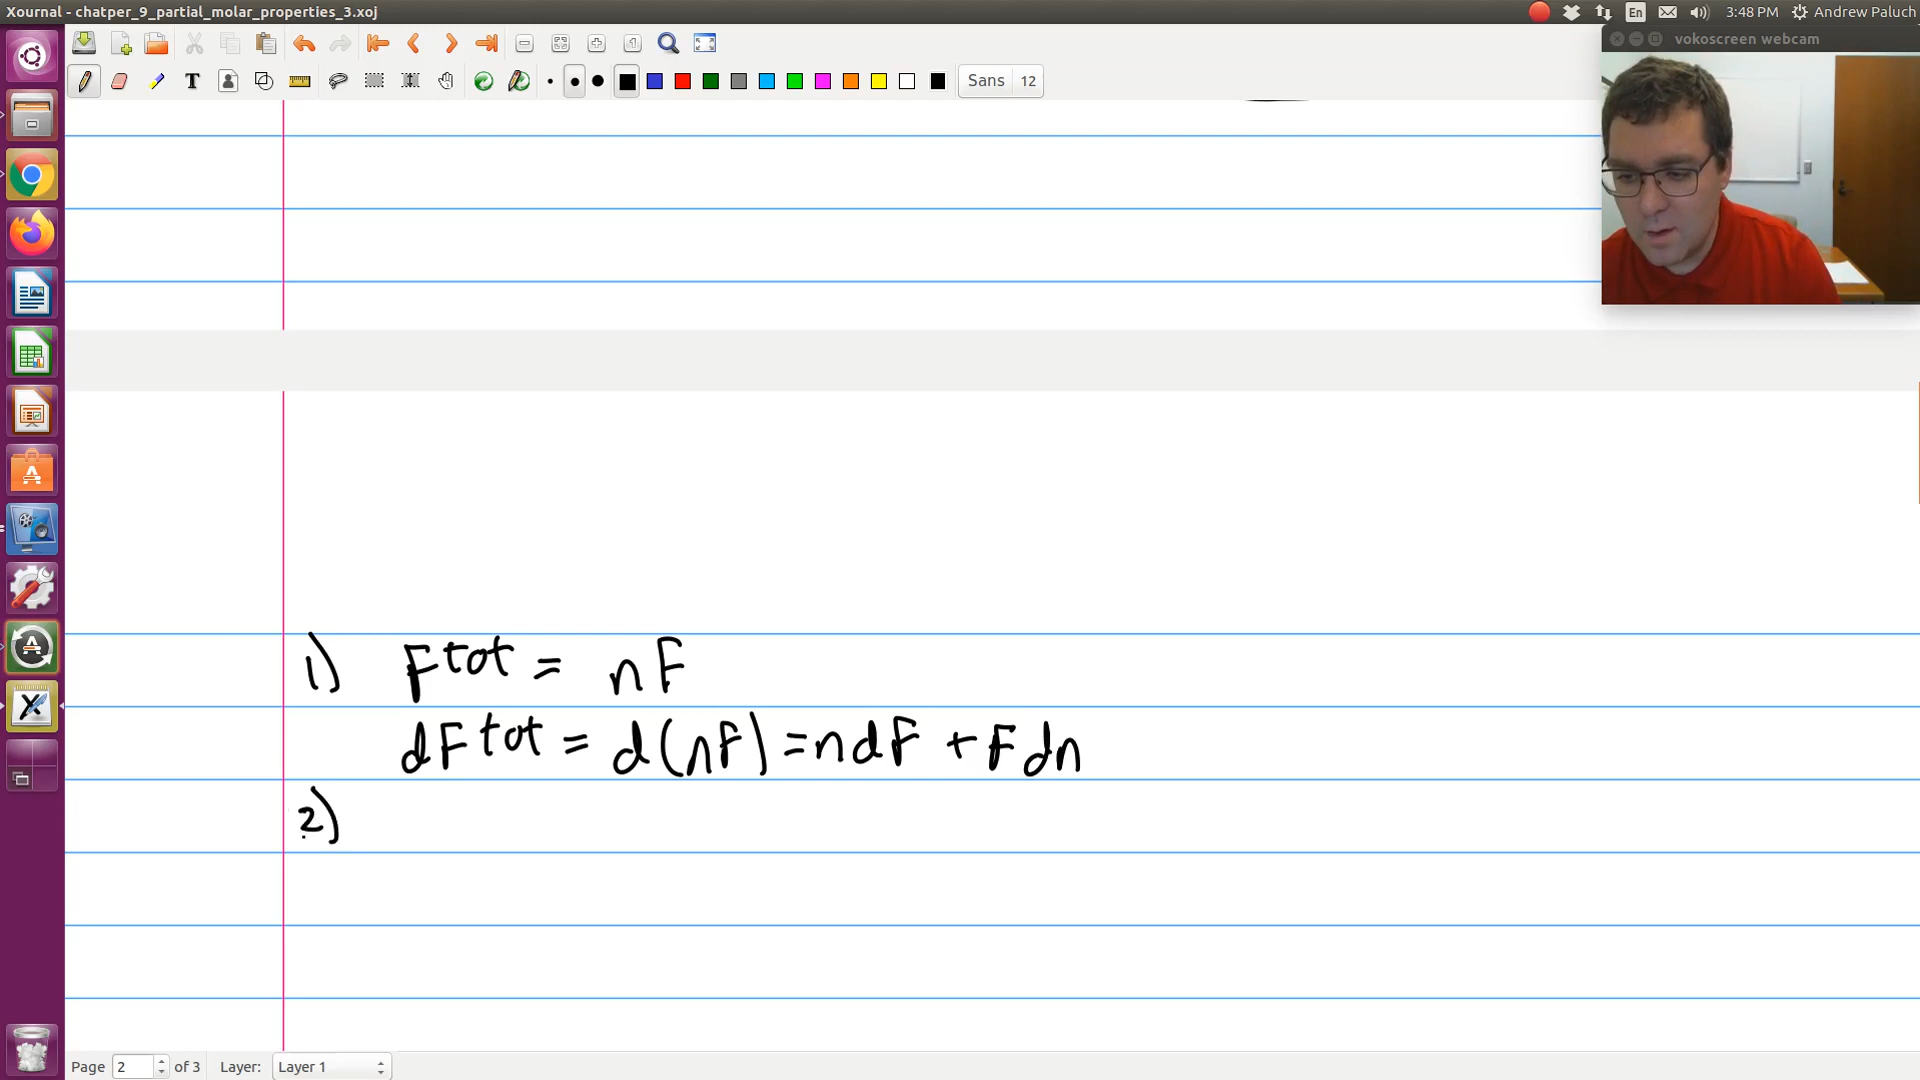 Xournal - chatper_9_partial_molar_properties_3.xoj
En 3:48 PM Andrew Paluch
vokoscreen webcam
T Sans 12
1) F^tot = nF
dF^tot = d(nF) = ndF + Fdn
2)
Page 2 of 3 Layer: Layer 1